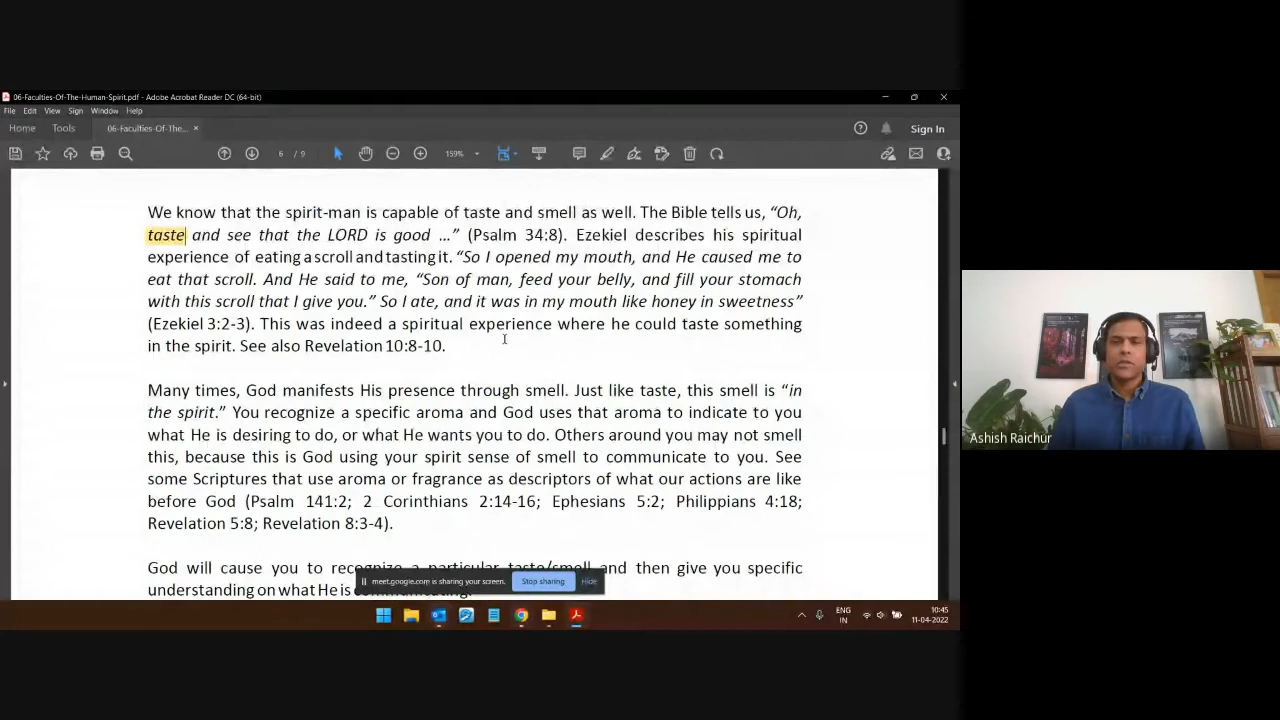 06-Faculties-Of-The-Human-Spirit.pdf - Adobe Acrobat Reader DC (64-bit)
File Edit View Sign Window Help
Home Tools 06-Faculties-Of-The... × Sign In
6 / 9 159%
We know that the spirit-man is capable of taste and smell as well. The Bible tells us, “Oh,
taste and see that the LORD is good …” (Psalm 34:8). Ezekiel describes his spiritual
experience of eating a scroll and tasting it. “So I opened my mouth, and He caused me to
eat that scroll. And He said to me, “Son of man, feed your belly, and fill your stomach
with this scroll that I give you.” So I ate, and it was in my mouth like honey in sweetness”
(Ezekiel 3:2-3). This was indeed a spiritual experience where he could taste something
in the spirit. See also Revelation 10:8-10.
Many times, God manifests His presence through smell. Just like taste, this smell is “in
the spirit.” You recognize a specific aroma and God uses that aroma to indicate to you
what He is desiring to do, or what He wants you to do. Others around you may not smell
this, because this is God using your spirit sense of smell to communicate to you. See
some Scriptures that use aroma or fragrance as descriptors of what our actions are like
before God (Psalm 141:2; 2 Corinthians 2:14-16; Ephesians 5:2; Philippians 4:18;
Revelation 5:8; Revelation 8:3-4).
God will cause you to recognize a particular taste/smell and then give you specific
understanding on what He is
meet.google.com is sharing your screen. Stop sharing Hide
ENG
IN
10:45
11-04-2022
Ashish Raichur